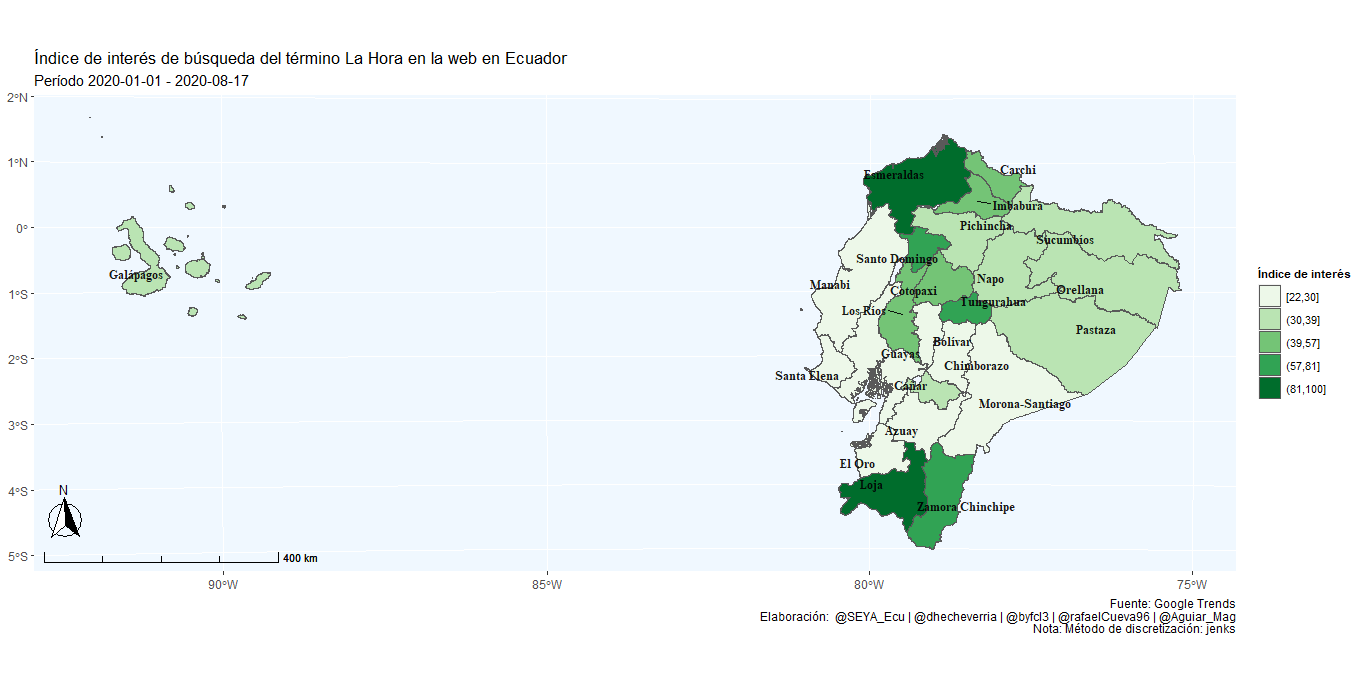 Índice de interés de búsqueda del término La Hora en la web en Ecuador
Período 2020-01-01 - 2020-08-17
2°N
1°N
0°
1°S
2°S
3°S
4°S
5°S
Esmeraldas
Carchi
Imbabura
Pichincha
Sucumbíos
Santo Domingo
Galápagos
Manabi
Cotopaxi
Napo
Orellana
Tungurahua
Los Ríos
Pastaza
Bolívar
Guayas
Chimborazo
Santa Elena
Cañar
Morona-Santiago
Azuay
El Oro
Loja
Zamora Chinchipe
Índice de interés
[22,30]
(30,39]
(39,57]
(57,81]
(81,100]
N
400 km
90°W
85°W
80°W
75°W
Fuente: Google Trends
Elaboración: @SEYA_Ecu | @dhecheverria | @byfcl3 | @rafaelCueva96 | @Aguiar_Mag
Nota: Método de discretización: jenks